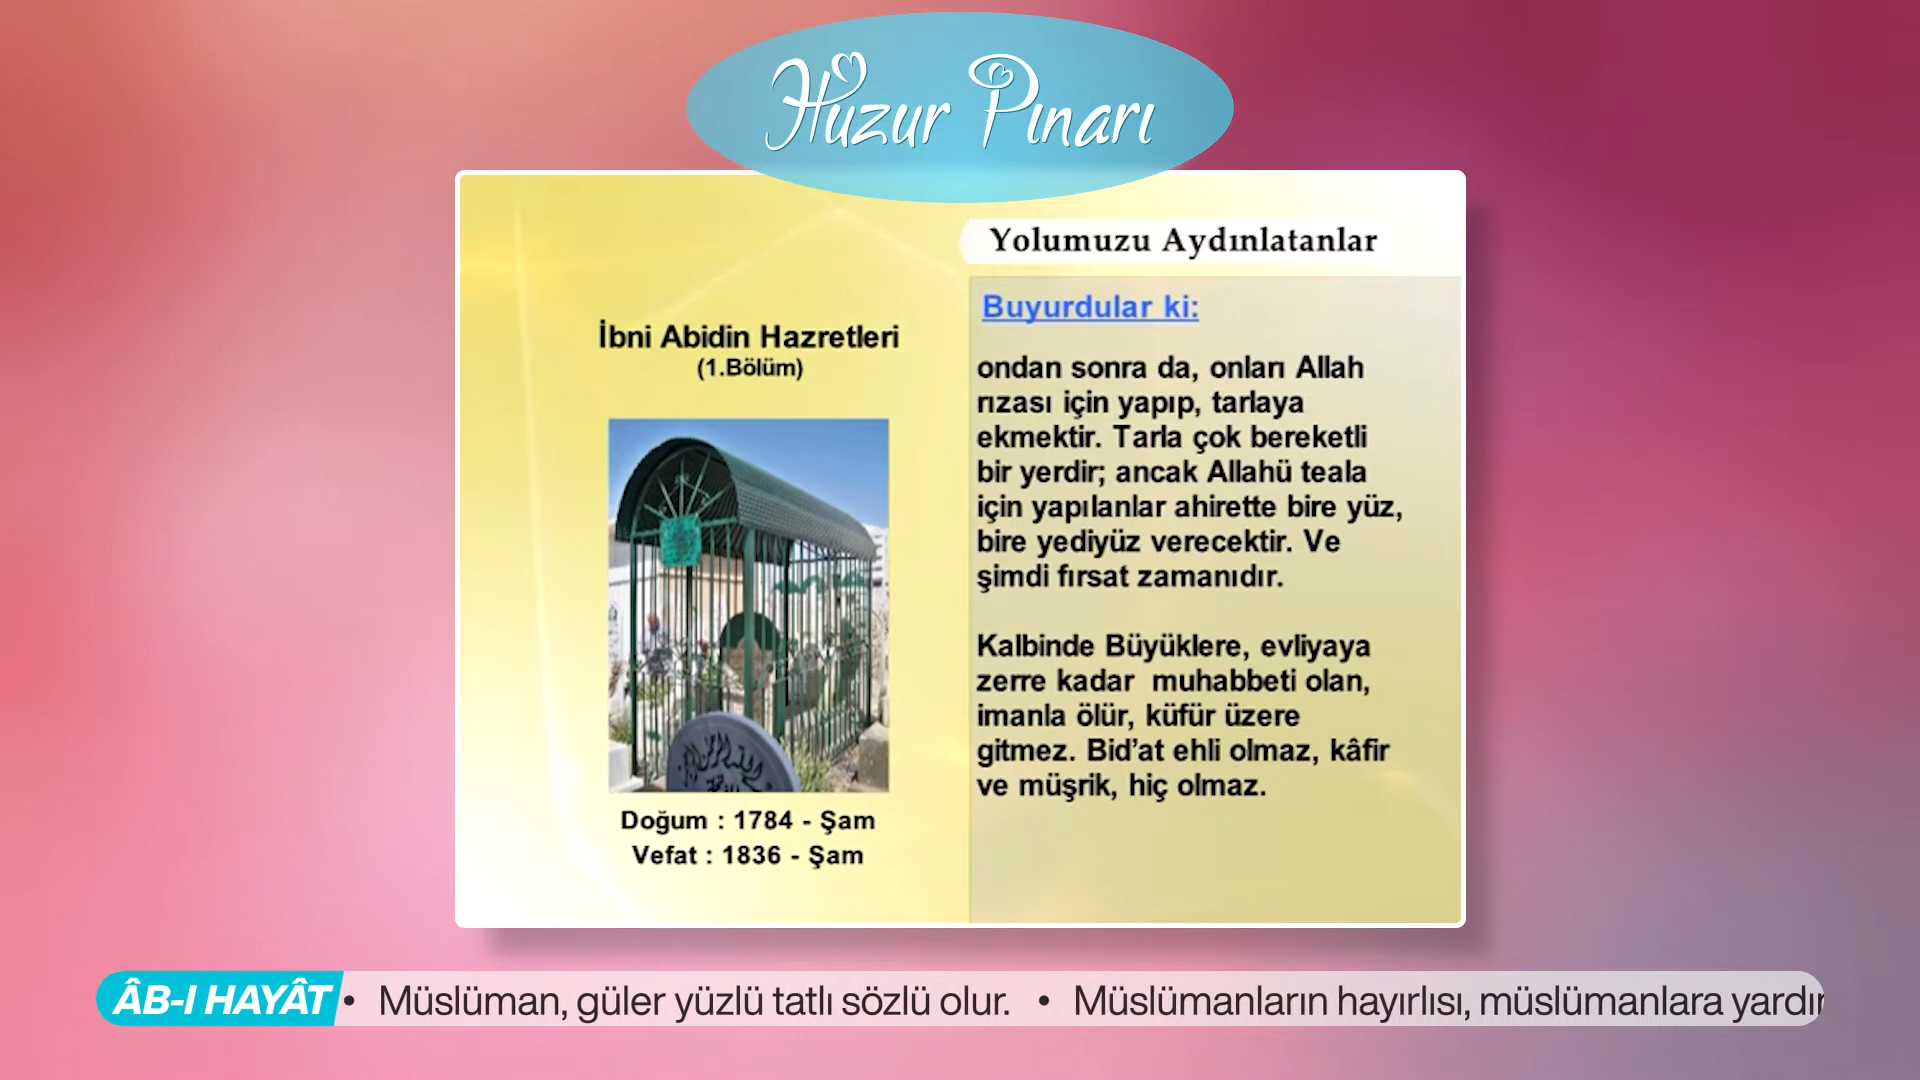 Huzur Pınarı
Yolumuzu Aydınlatanlar
İbni Abidin Hazretleri
(1.Bölüm)
Doğum : 1784 - Şam
Vefat : 1836 - Şam
Buyurdular ki:
ondan sonra da, onları Allah
rızası için yapıp, tarlaya
ekmektir. Tarla çok bereketli
bir yerdir; ancak Allahü teala
için yapılanlar ahirette bire yüz,
bire yediyüz verecektir. Ve
şimdi fırsat zamanıdır.
Kalbinde Büyüklere, evliyaya
zerre kadar muhabbeti olan,
imanla ölür, küfür üzere
gitmez. Bid’at ehli olmaz, kâfir
ve müşrik, hiç olmaz.
ÂB-I HAYÂT • Müslüman, güler yüzlü tatlı sözlü olur. • Müslümanların hayırlısı, müslümanlara